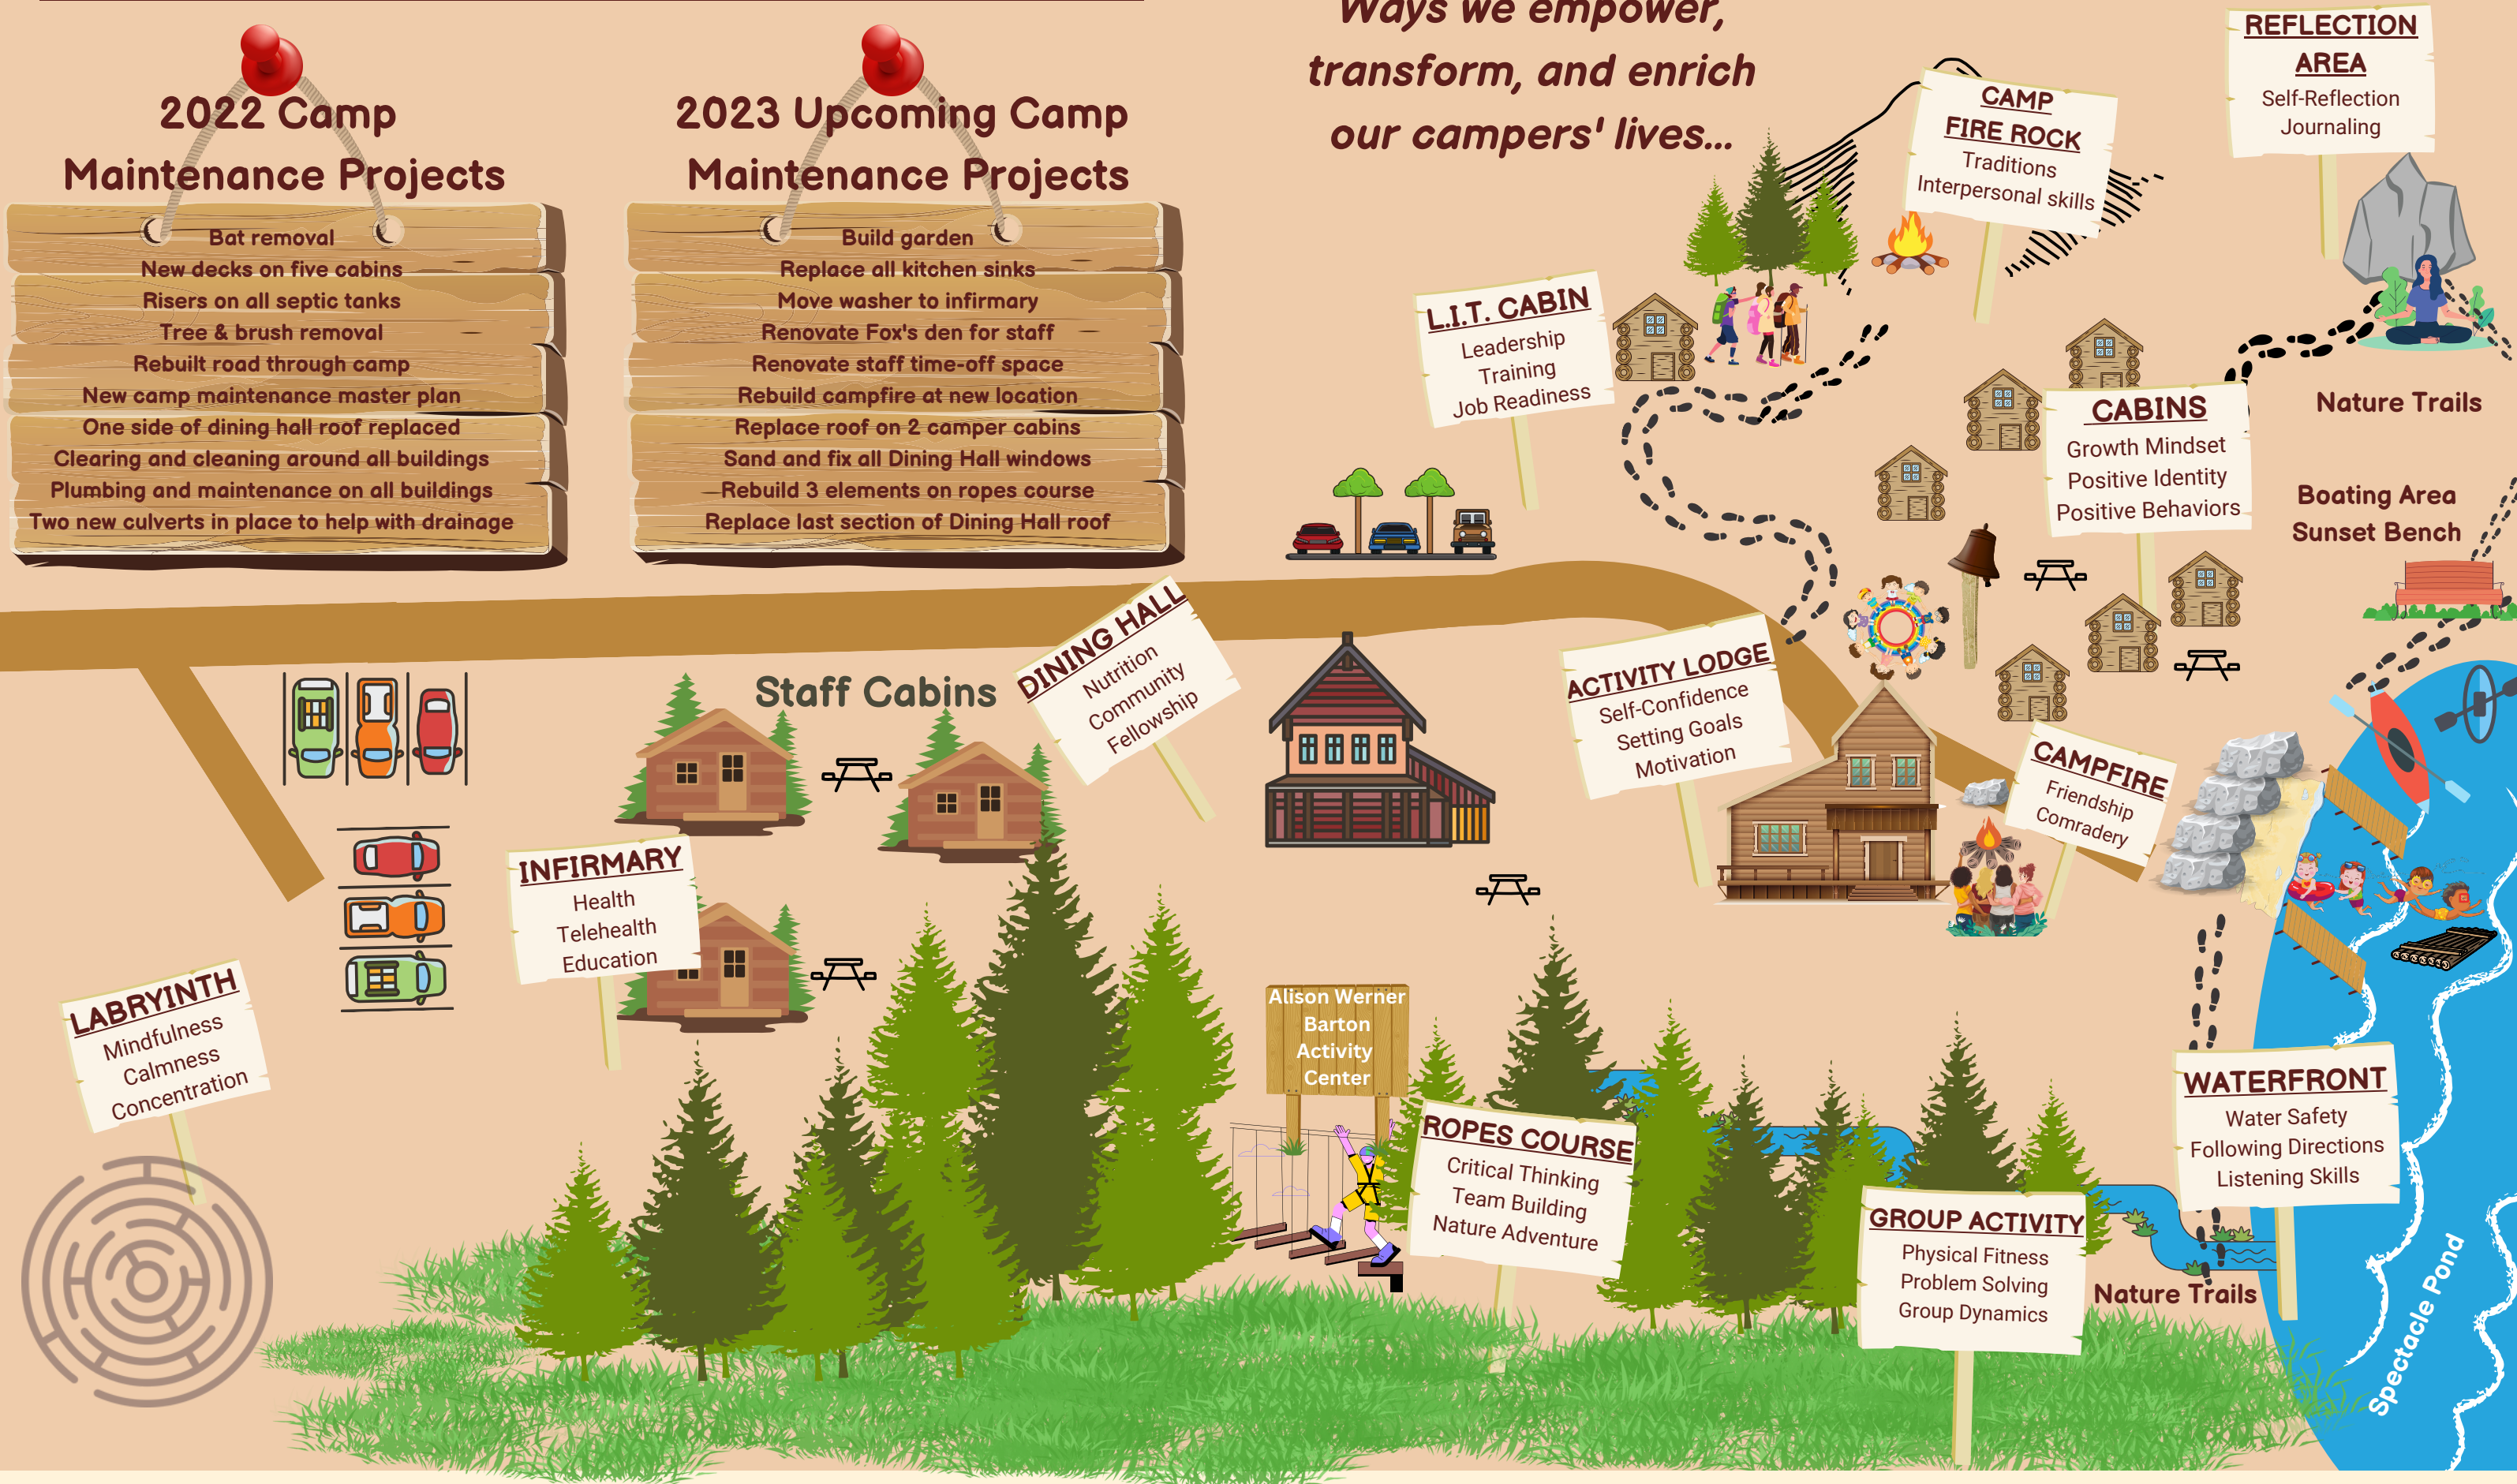 2022 Camp
Maintenance Projects
Bat removal
New decks on five cabins
Risers on all septic tanks
Tree & brush removal
Rebuilt road through camp
New camp maintenance master plan
One side of dining hall roof replaced
Clearing and cleaning around all buildings
Plumbing and maintenance on all buildings
Two new culverts in place to help with drainage
2023 Upcoming Camp
Maintenance Projects
Build garden
Replace all kitchen sinks
Move washer to infirmary
Renovate Fox's den for staff
Renovate staff time-off space
Rebuild campfire at new location
Replace roof on 2 camper cabins
Sand and fix all Dining Hall windows
Rebuild 3 elements on ropes course
Replace last section of Dining Hall roof
Ways we empower,
transform, and enrich
our campers' lives...
CAMP
FIRE ROCK
Traditions
Interpersonal skills
REFLECTION
AREA
Self-Reflection
Journaling
L.I.T. CABIN
Leadership
Training
Job Readiness
CABINS
Growth Mindset
Positive Identity
Positive Behaviors
Nature Trails
Boating Area
Sunset Bench
DINING HALL
Nutrition
Community
Fellowship
Staff Cabins
ACTIVITY LODGE
Self-Confidence
Setting Goals
Motivation
CAMPFIRE
Friendship
Comradery
INFIRMARY
Health
Telehealth
Education
LABRYINTH
Mindfulness
Calmness
Concentration
Alison Werner
Barton
Activity
Center
ROPES COURSE
Critical Thinking
Team Building
Nature Adventure
GROUP ACTIVITY
Physical Fitness
Problem Solving
Group Dynamics
WATERFRONT
Water Safety
Following Directions
Listening Skills
Nature Trails
Spectacle Pond